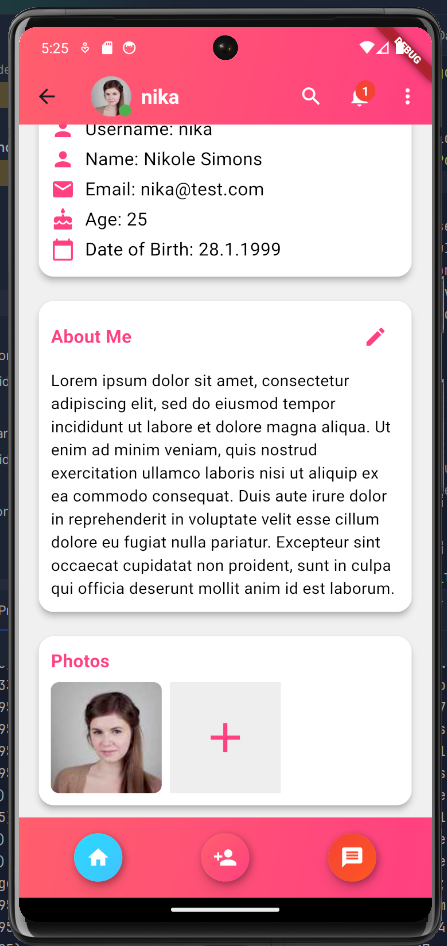 5:25
DEBUG
nika
1
Username: nika
Name: Nikole Simons
Email: nika@test.com
Age: 25
Date of Birth: 28.1.1999
About Me
Lorem ipsum dolor sit amet, consectetur
adipiscing elit, sed do eiusmod tempor
incididunt ut labore et dolore magna aliqua. Ut
enim ad minim veniam, quis nostrud
exercitation ullamco laboris nisi ut aliquip ex
ea commodo consequat. Duis aute irure dolor
in reprehenderit in voluptate velit esse cillum
dolore eu fugiat nulla pariatur. Excepteur sint
occaecat cupidatat non proident, sunt in culpa
qui officia deserunt mollit anim id est laborum.
Photos